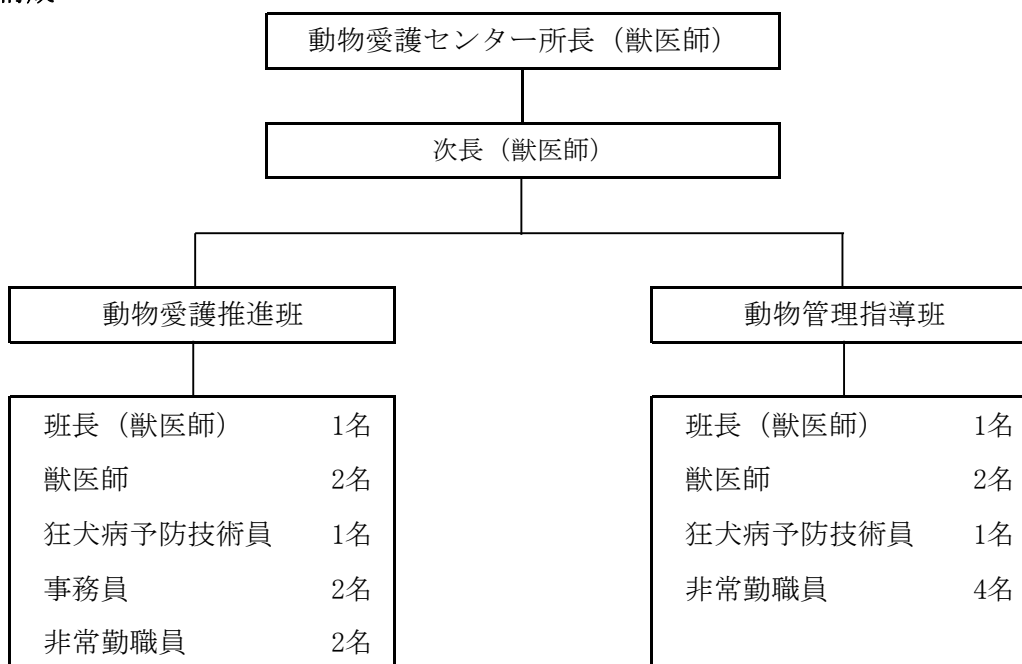 動物愛護センター所長（獣医師）
次長（獣医師）
動物愛護推進班
班長（獣医師） 1名
獣医師 2名
狂犬病予防技術員 1名
事務員 2名
非常勤職員 2名
動物管理指導班
班長（獣医師） 1名
獣医師 2名
狂犬病予防技術員 1名
非常勤職員 4名